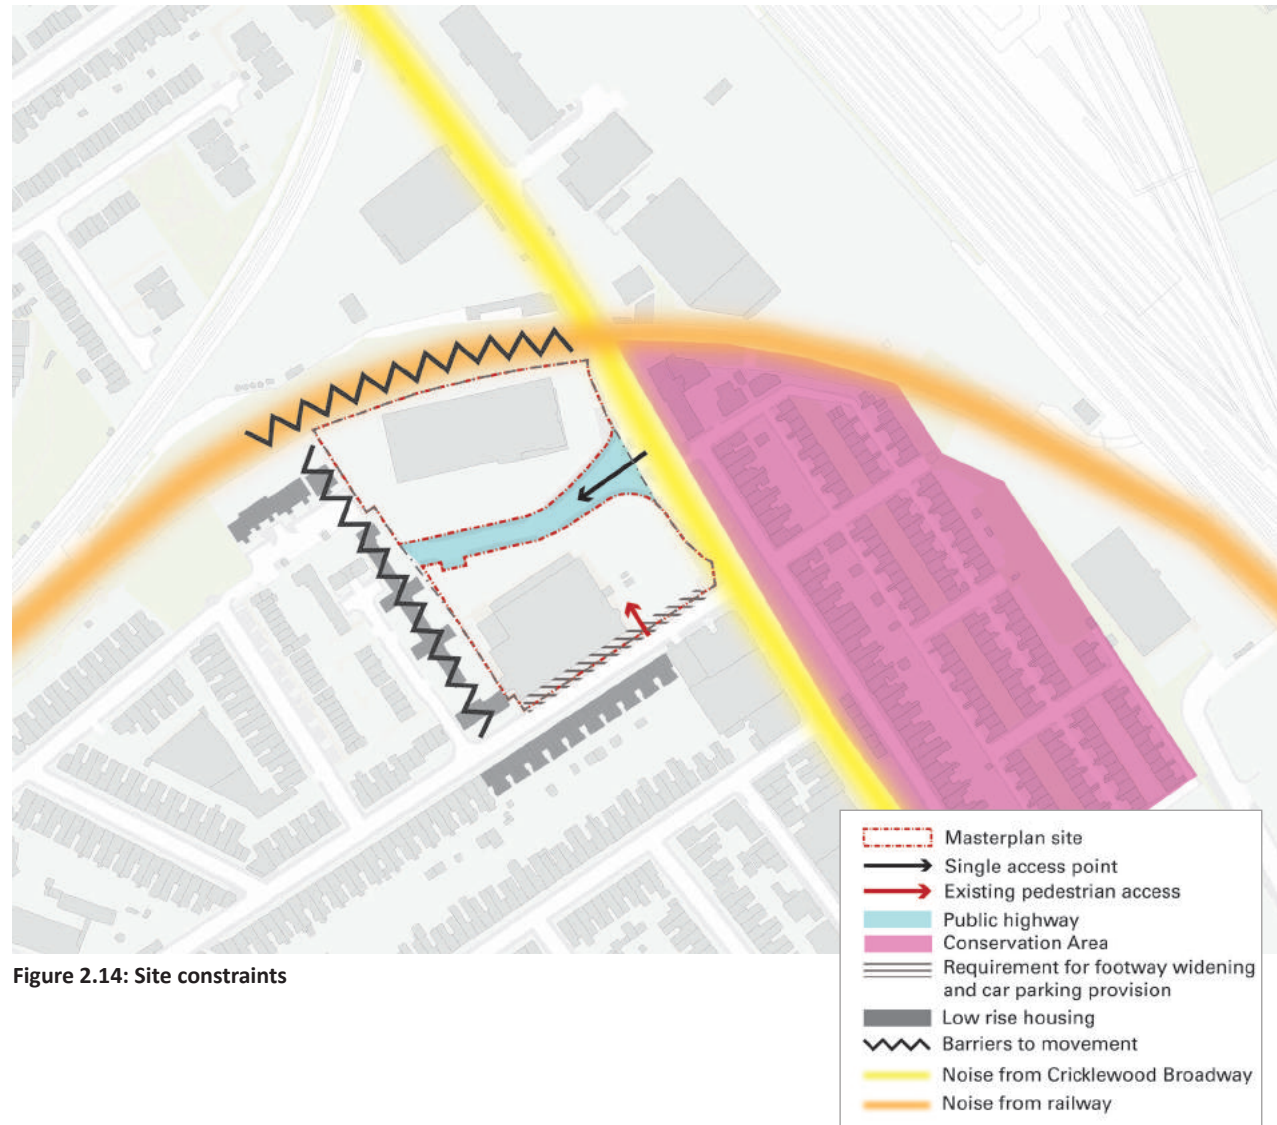 Masterplan site
Single access point
Existing pedestrian access
Public highway
Conservation Area
Requirement for footway widening
and car parking provision
Low rise housing
Barriers to movement
Noise from Cricklewood Broadway
Noise from railway
Figure 2.14: Site constraints